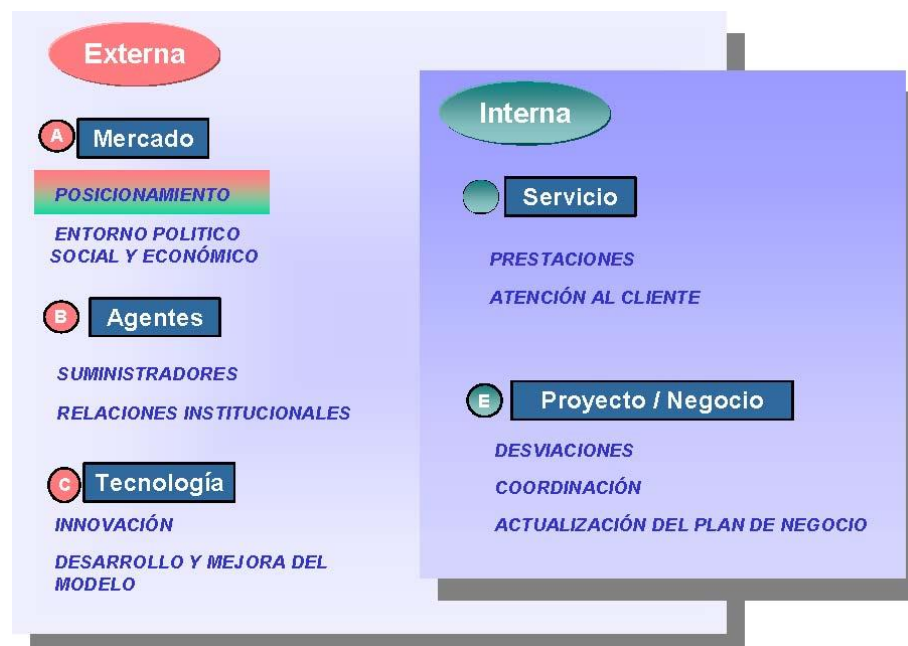 Externa
A Mercado
POSICIONAMIENTO
ENTORNO POLITICO
SOCIAL Y ECONÓMICO
B Agentes
SUMINISTRADORES
RELACIONES INSTITUCIONALES
C Tecnología
INNOVACIÓN
DESARROLLO Y MEJORA DEL
MODELO
Interna
Servicio
PRESTACIONES
ATENCIÓN AL CLIENTE
E Proyecto / Negocio
DESVIACIONES
COORDINACIÓN
ACTUALIZACIÓN DEL PLAN DE NEGOCIO